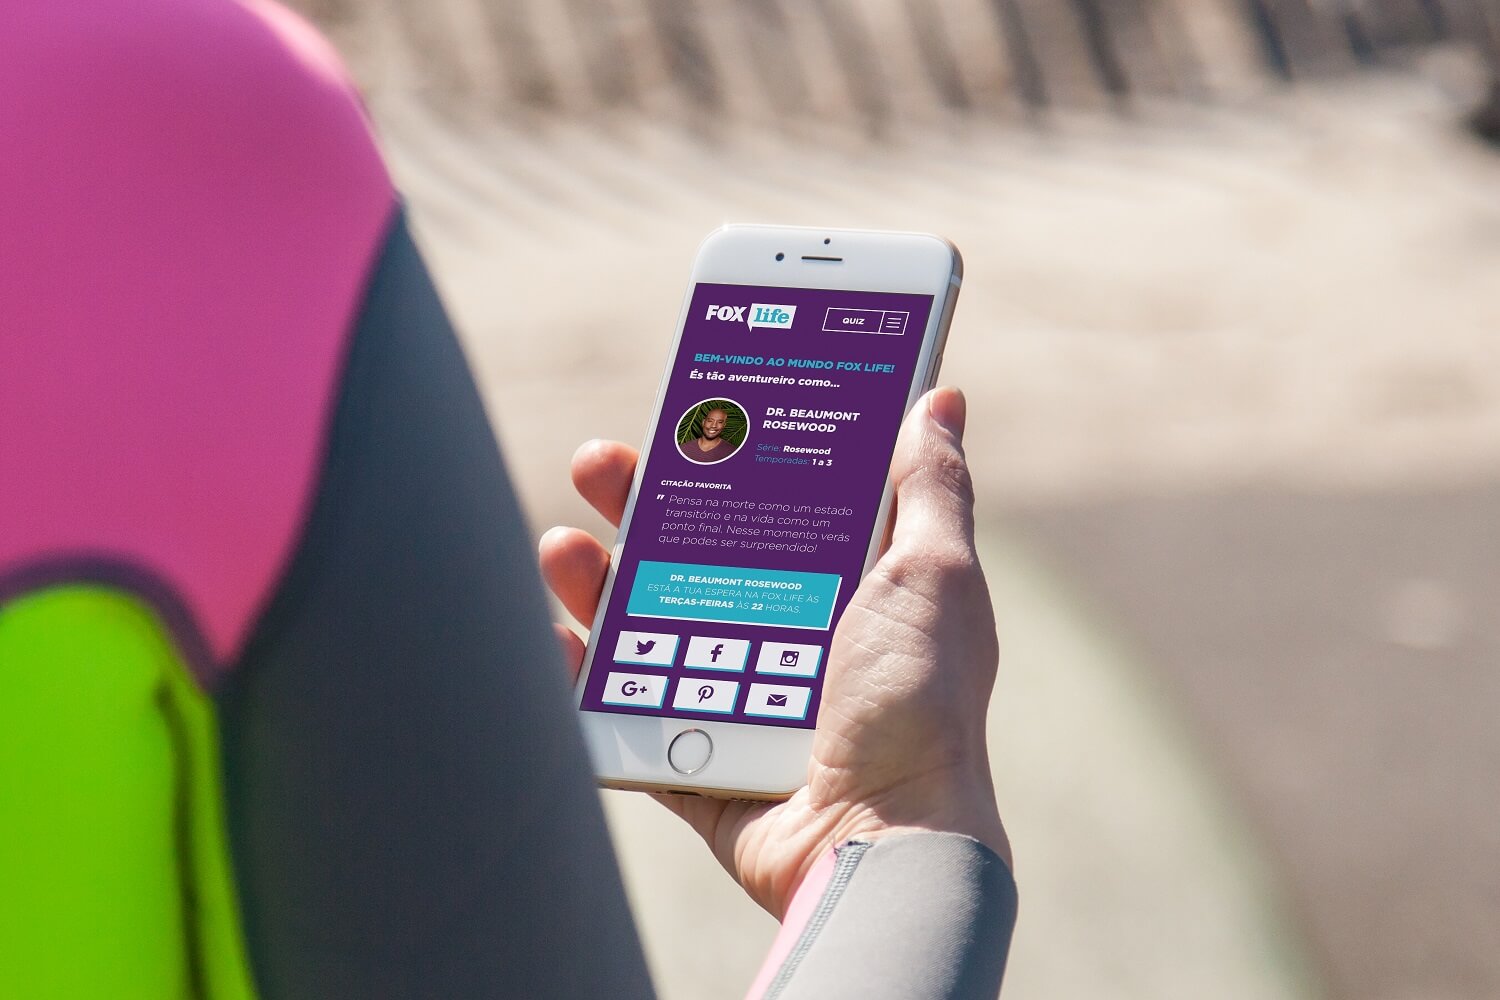 FOX life
QUIZ
BEM-VINDO AO MUNDO FOX LIFE!
És tão aventureiro como...
DR. BEAUMONT
ROSEWOOD
Série: Rosewood
Temporadas: 1 a 3
CITAÇÃO FAVORITA
" Pensa na morte como um estado
transitório e na vida como um
ponto final. Nesse momento verás
que podes ser surpreendido!
DR. BEAUMONT ROSEWOOD
ESTÁ A TUA ESPERA NA FOX LIFE ÀS
TERÇAS-FEIRAS ÀS 22 HORAS.
G+